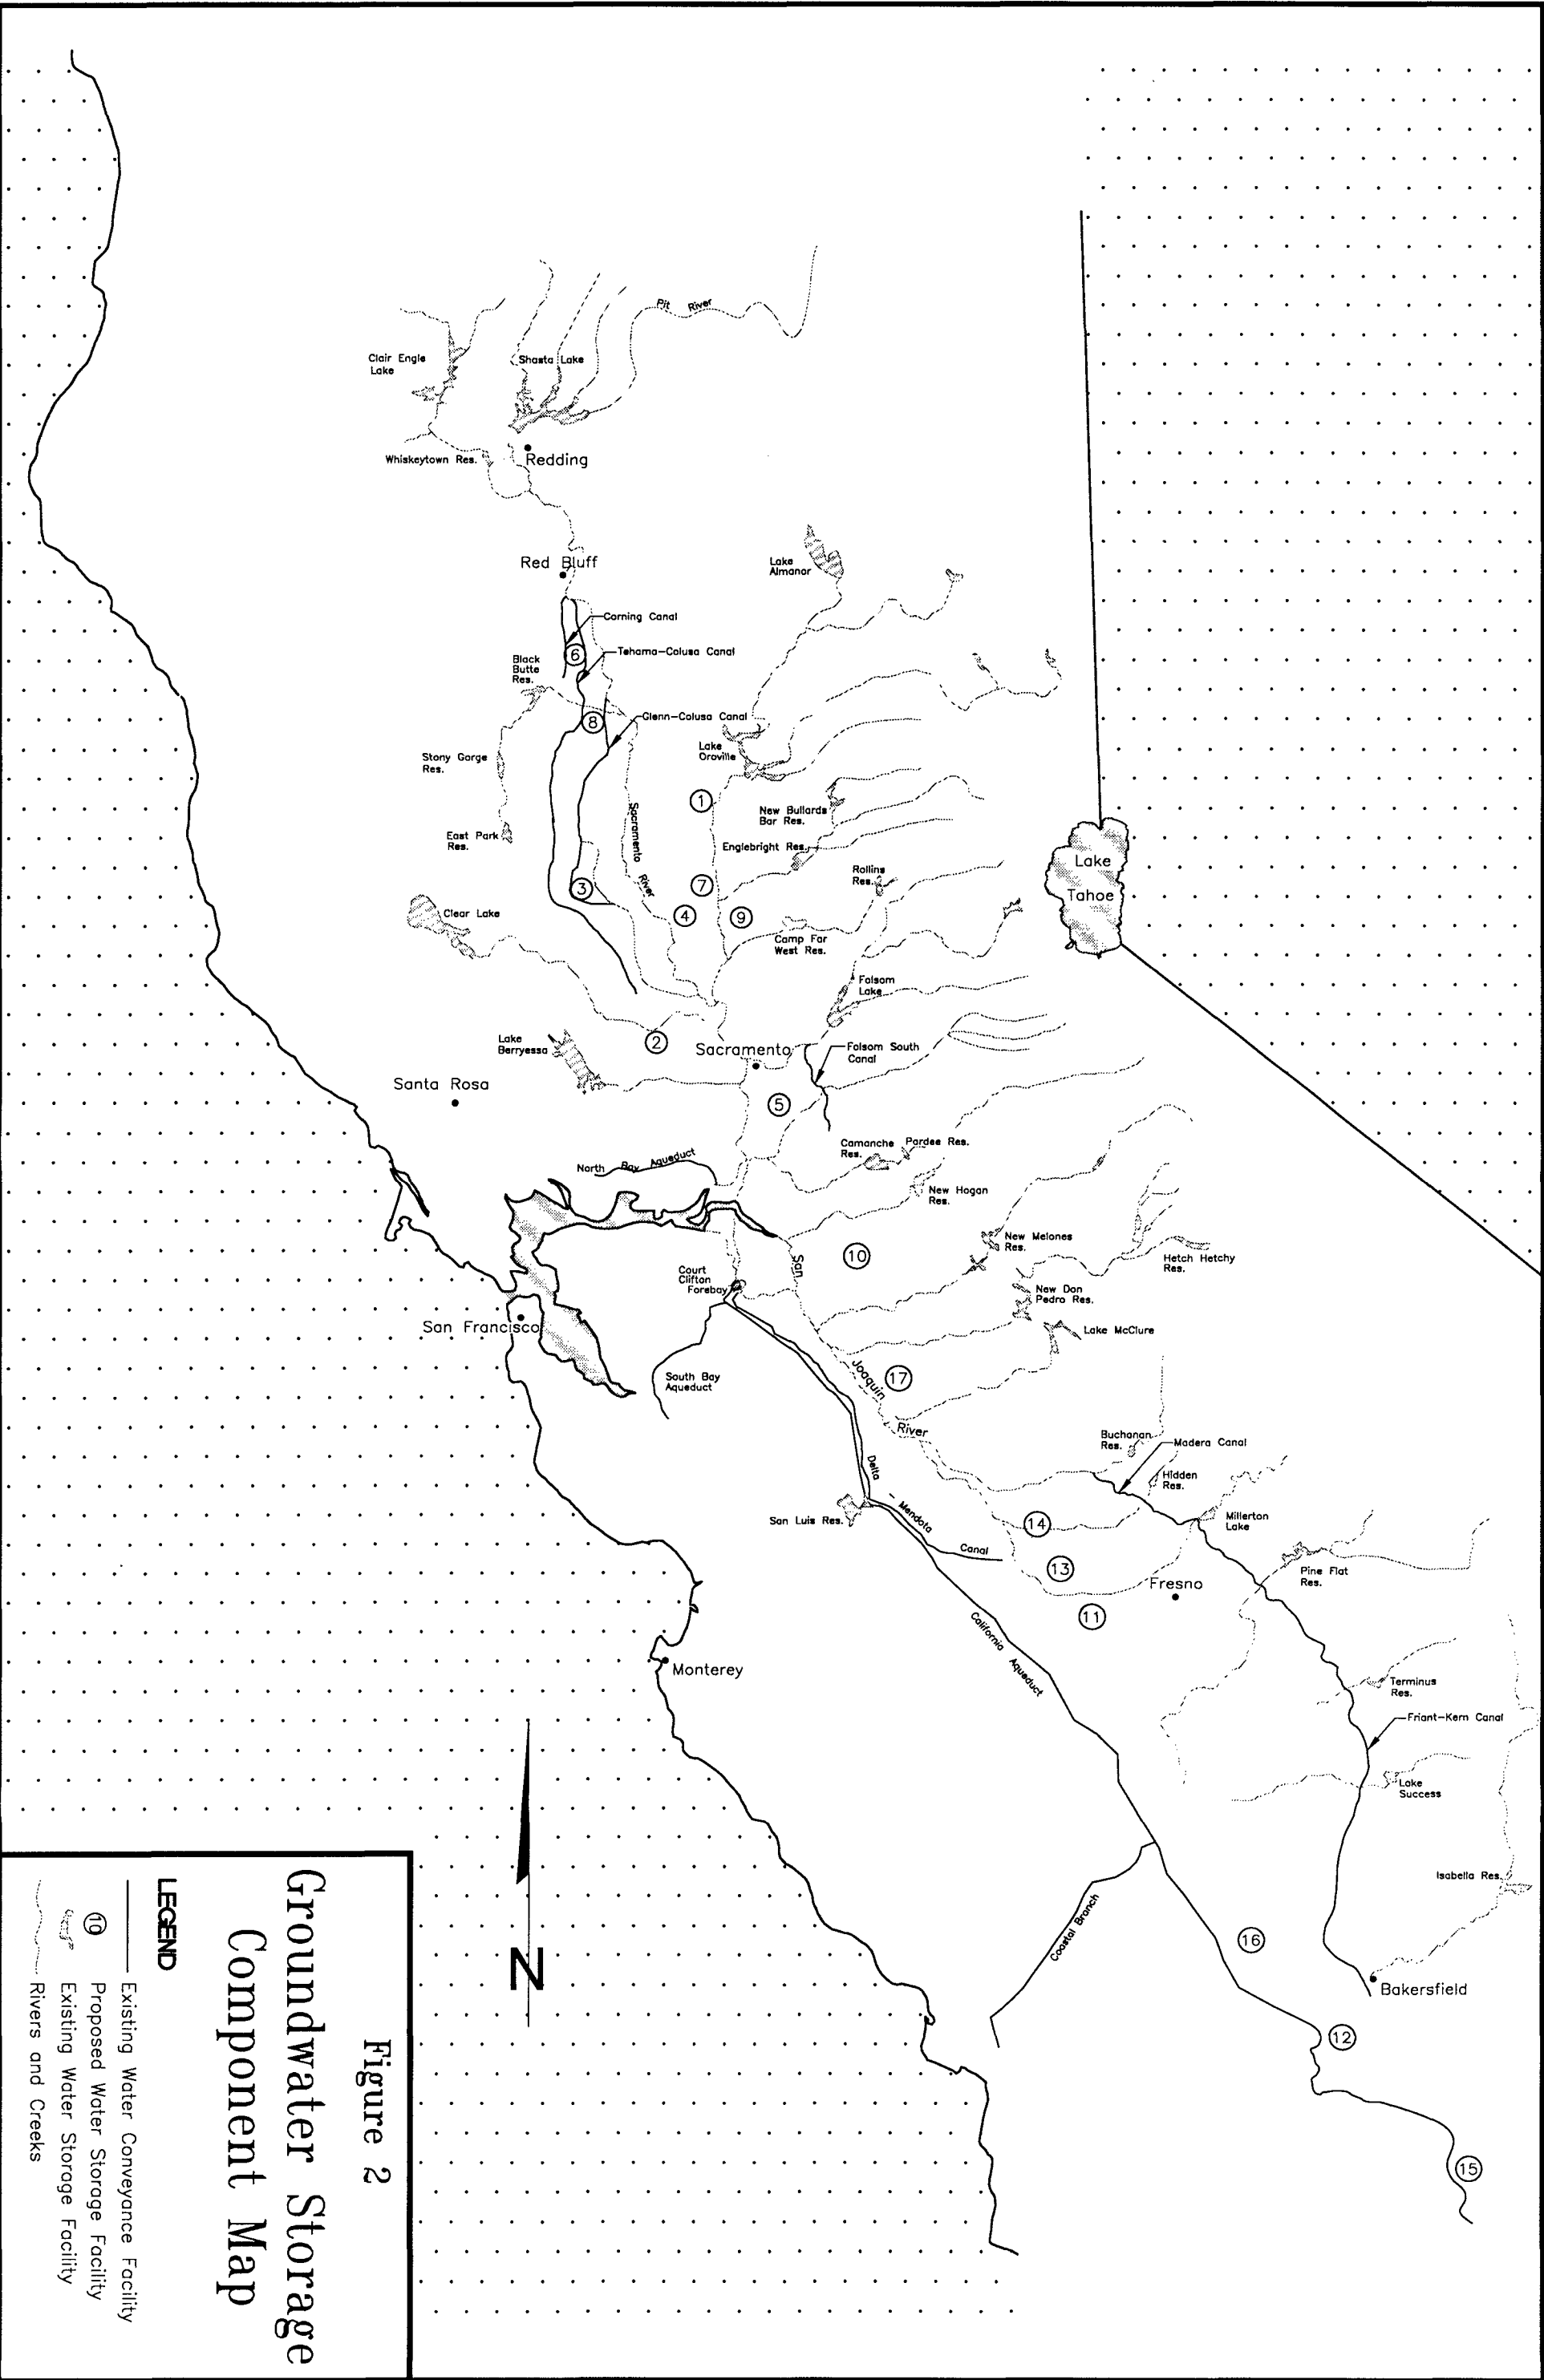 Pit River
Clair Engle
Lake
Shasta Lake
Whiskeytown Res.
Redding
Red Bluff
Lake
Almanor
Corning Canal
6
Tehama-Colusa Canal
Black
Butte
Res.
8
Glenn-Colusa Canal
Lake
Oroville
Stony Gorge
Res.
1
New Bullards
Bar Res.
Sacramento River
East Park
Res.
Englebright Res.
Lake
Tahoe
Rollins
Res.
3
7
4
9
Clear Lake
Camp Far
West Res.
Folsom
Lake
Lake
Berryessa
2
Sacramento
Folsom South
Canal
Santa Rosa
5
Camanche
Res.
Pardee Res.
North Bay Aqueduct
New Hogan
Res.
New Melones
Res.
10
Hetch Hetchy
Res.
Court
Clifton
Forebay
San Joaquin River
New Don
Pedro Res.
San Francisco
Lake McClure
South Bay
Aqueduct
17
Buchanan
Res.
Madera Canal
Delta - Mendota Canal
Hidden
Res.
San Luis Res.
14
Millerton
Lake
13
Pine Flat
Res.
Fresno
11
California Aqueduct
Monterey
Terminus
Res.
Friant-Kern Canal
Lake
Success
Isabella Res.
Coastal Branch
16
N
Bakersfield
12
15
Figure 2
Groundwater Storage
Component Map
LEGEND
Existing Water Conveyance Facility
10 Proposed Water Storage Facility
Existing Water Storage Facility
Rivers and Creeks